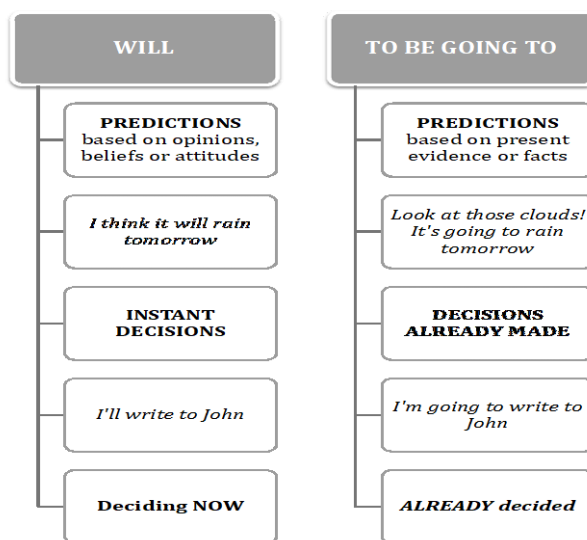 WILL
PREDICTIONS
based on opinions,
beliefs or attitudes
I think it will rain
tomorrow
INSTANT
DECISIONS
I'll write to John
Deciding NOW
TO BE GOING TO
PREDICTIONS
based on present
evidence or facts
Look at those clouds!
It's going to rain
tomorrow
DECISIONS
ALREADY MADE
I'm going to write to
John
ALREADY decided